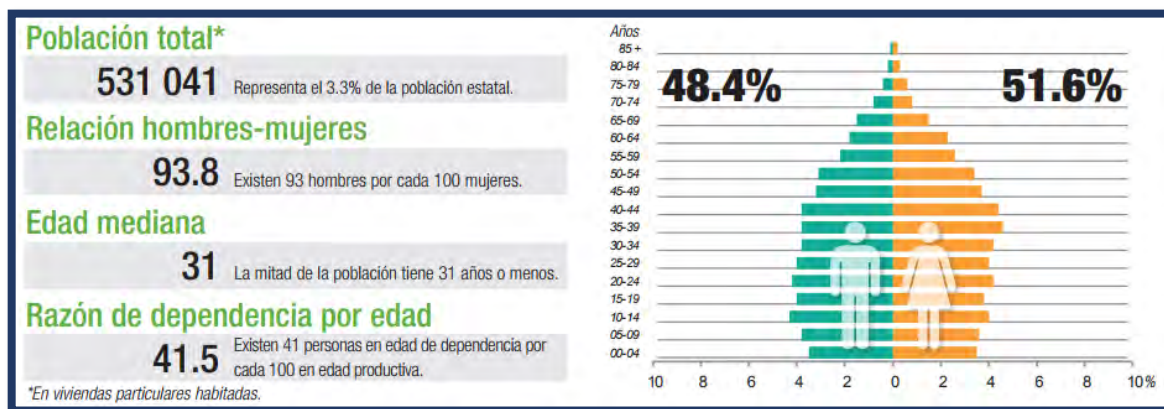 Población total*
531 041 Representa el 3.3% de la población estatal.
Relación hombres-mujeres
93.8 Existen 93 hombres por cada 100 mujeres.
Edad mediana
31 La mitad de la población tiene 31 años o menos.
Razón de dependencia por edad
41.5 Existen 41 personas en edad de dependencia por
cada 100 en edad productiva.
*En viviendas particulares habitadas.
Años
85 +
80-84
75-79
48.4% 51.6%
70-74
65-69
60-64
55-59
50-54
45-49
40-44
35-39
30-34
25-29
20-24
15-19
10-14
05-09
00-04
10 8 6 4 2 0 2 4 6 8 10%